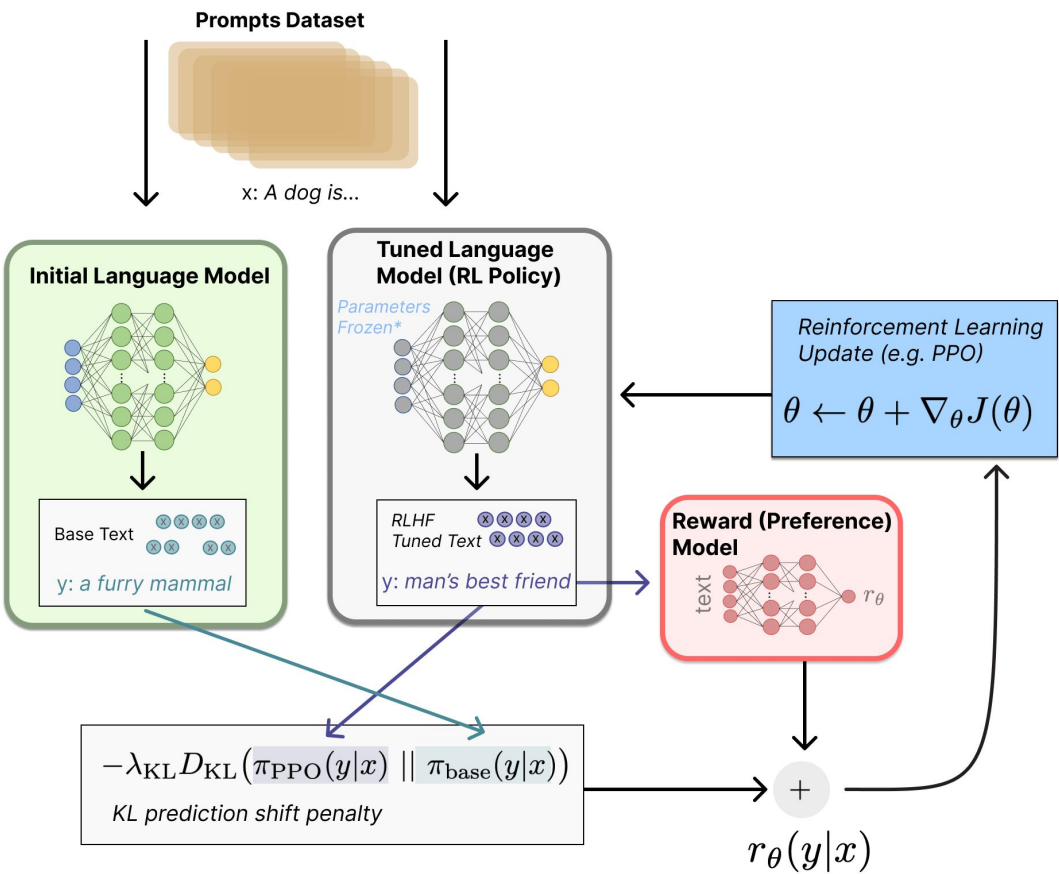 Prompts Dataset
x: A dog is...
Initial Language Model
Tuned Language
Model (RL Policy)
Parameters
Frozen*
Reinforcement Learning
Update (e.g. PPO)
θ ← θ + ∇θJ(θ)
Base Text
x x x x
x x x x
y: a furry mammal
RLHF
Tuned Text
x x x x
x x x x
y: man's best friend
Reward (Preference)
Model
text
rθ
−λKL DKL(πPPO(y|x) || πbase(y|x))
KL prediction shift penalty
+
rθ(y|x)